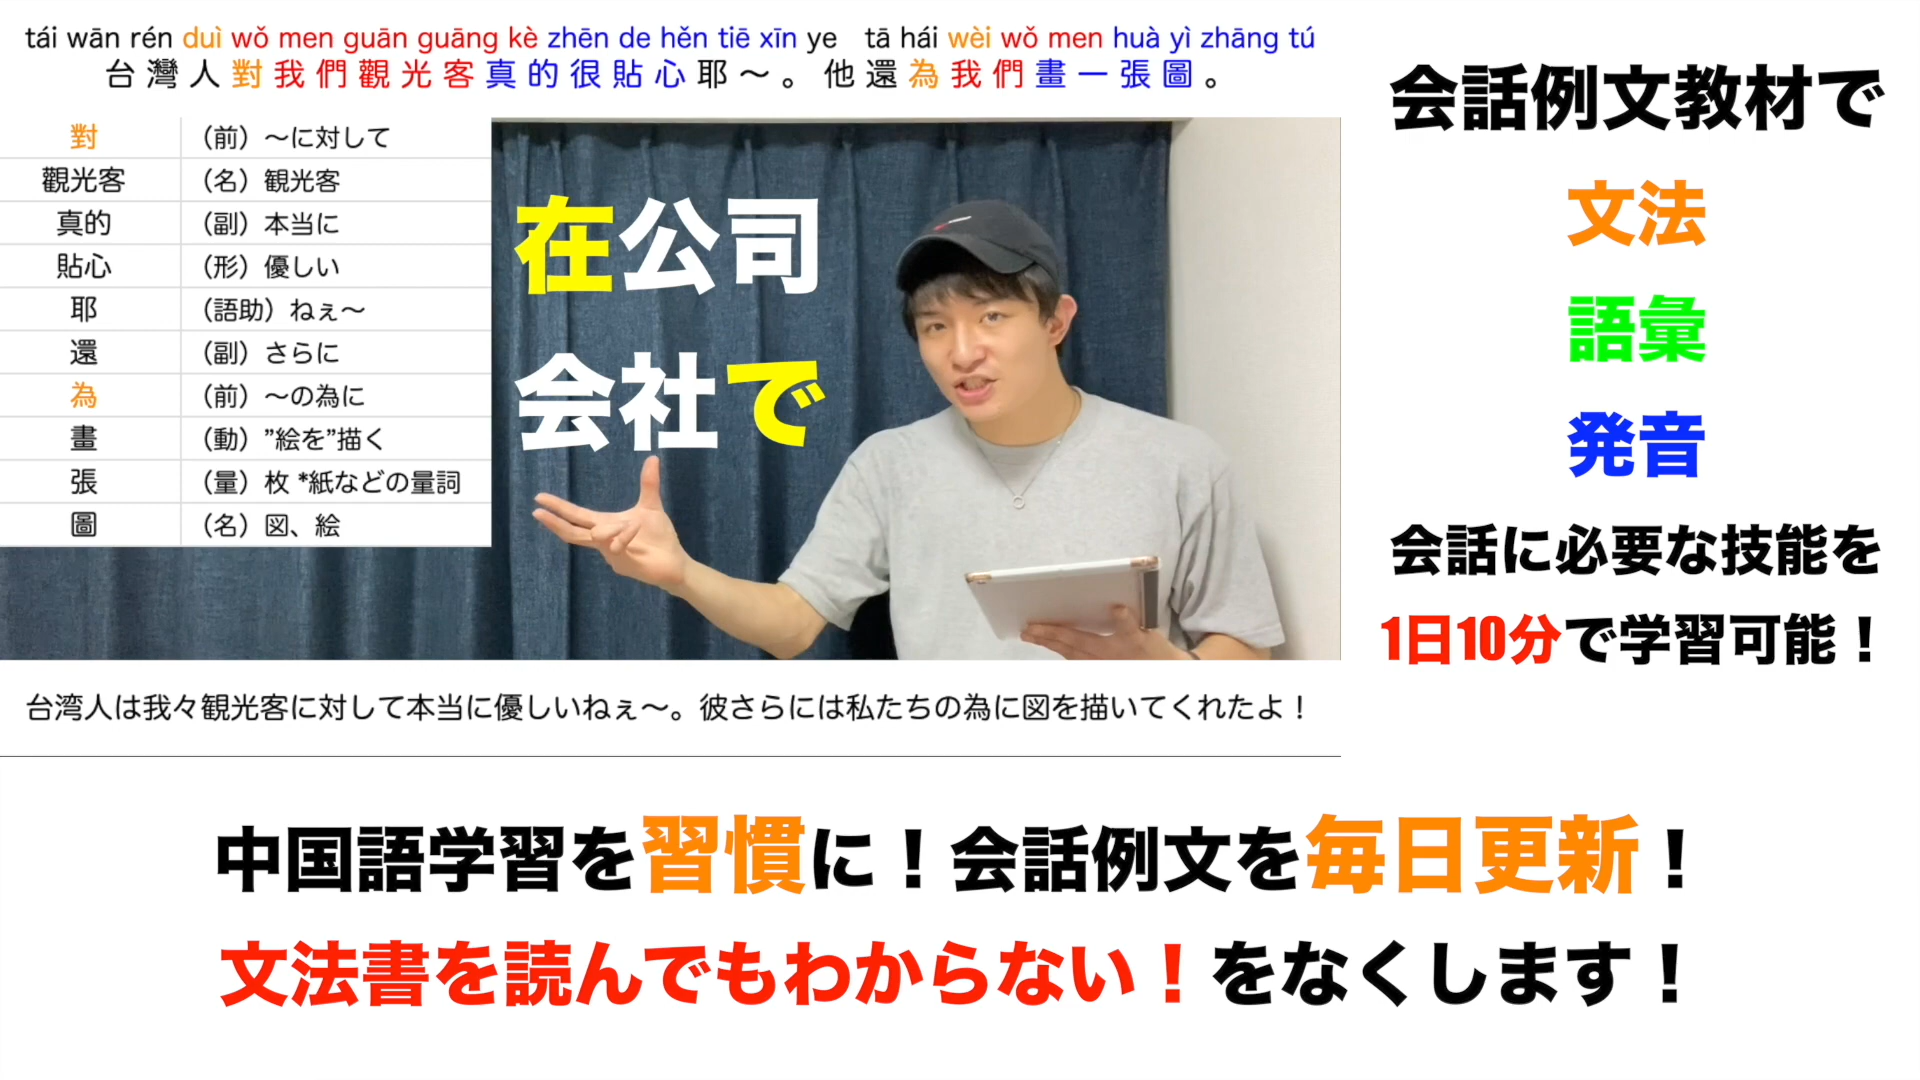 tái wān rén duì wǒ men guān guāng kè zhēn de hěn tiē xīn ye tā hái wèi wǒ men huà yì zhāng tú
台灣人對我們觀光客真的很貼心耶～。他還為我們畫一張圖。
對 （前）～に対して
觀光客 （名）観光客
真的 （副）本当に
貼心 （形）優しい
耶 （語助）ねぇ～
還 （副）さらに
為 （前）～の為に
畫 （動）”絵を”描く
張 （量）枚 *紙などの量詞
圖 （名）図、絵
在公司
会社で
台湾人は我々観光客に対して本当に優しいねぇ～。彼さらには私たちの為に図を描いてくれたよ！
会話例文教材で
文法
語彙
発音
会話に必要な技能を
1日10分で学習可能！
中国語学習を習慣に！会話例文を毎日更新！
文法書を読んでもわからない！をなくします！